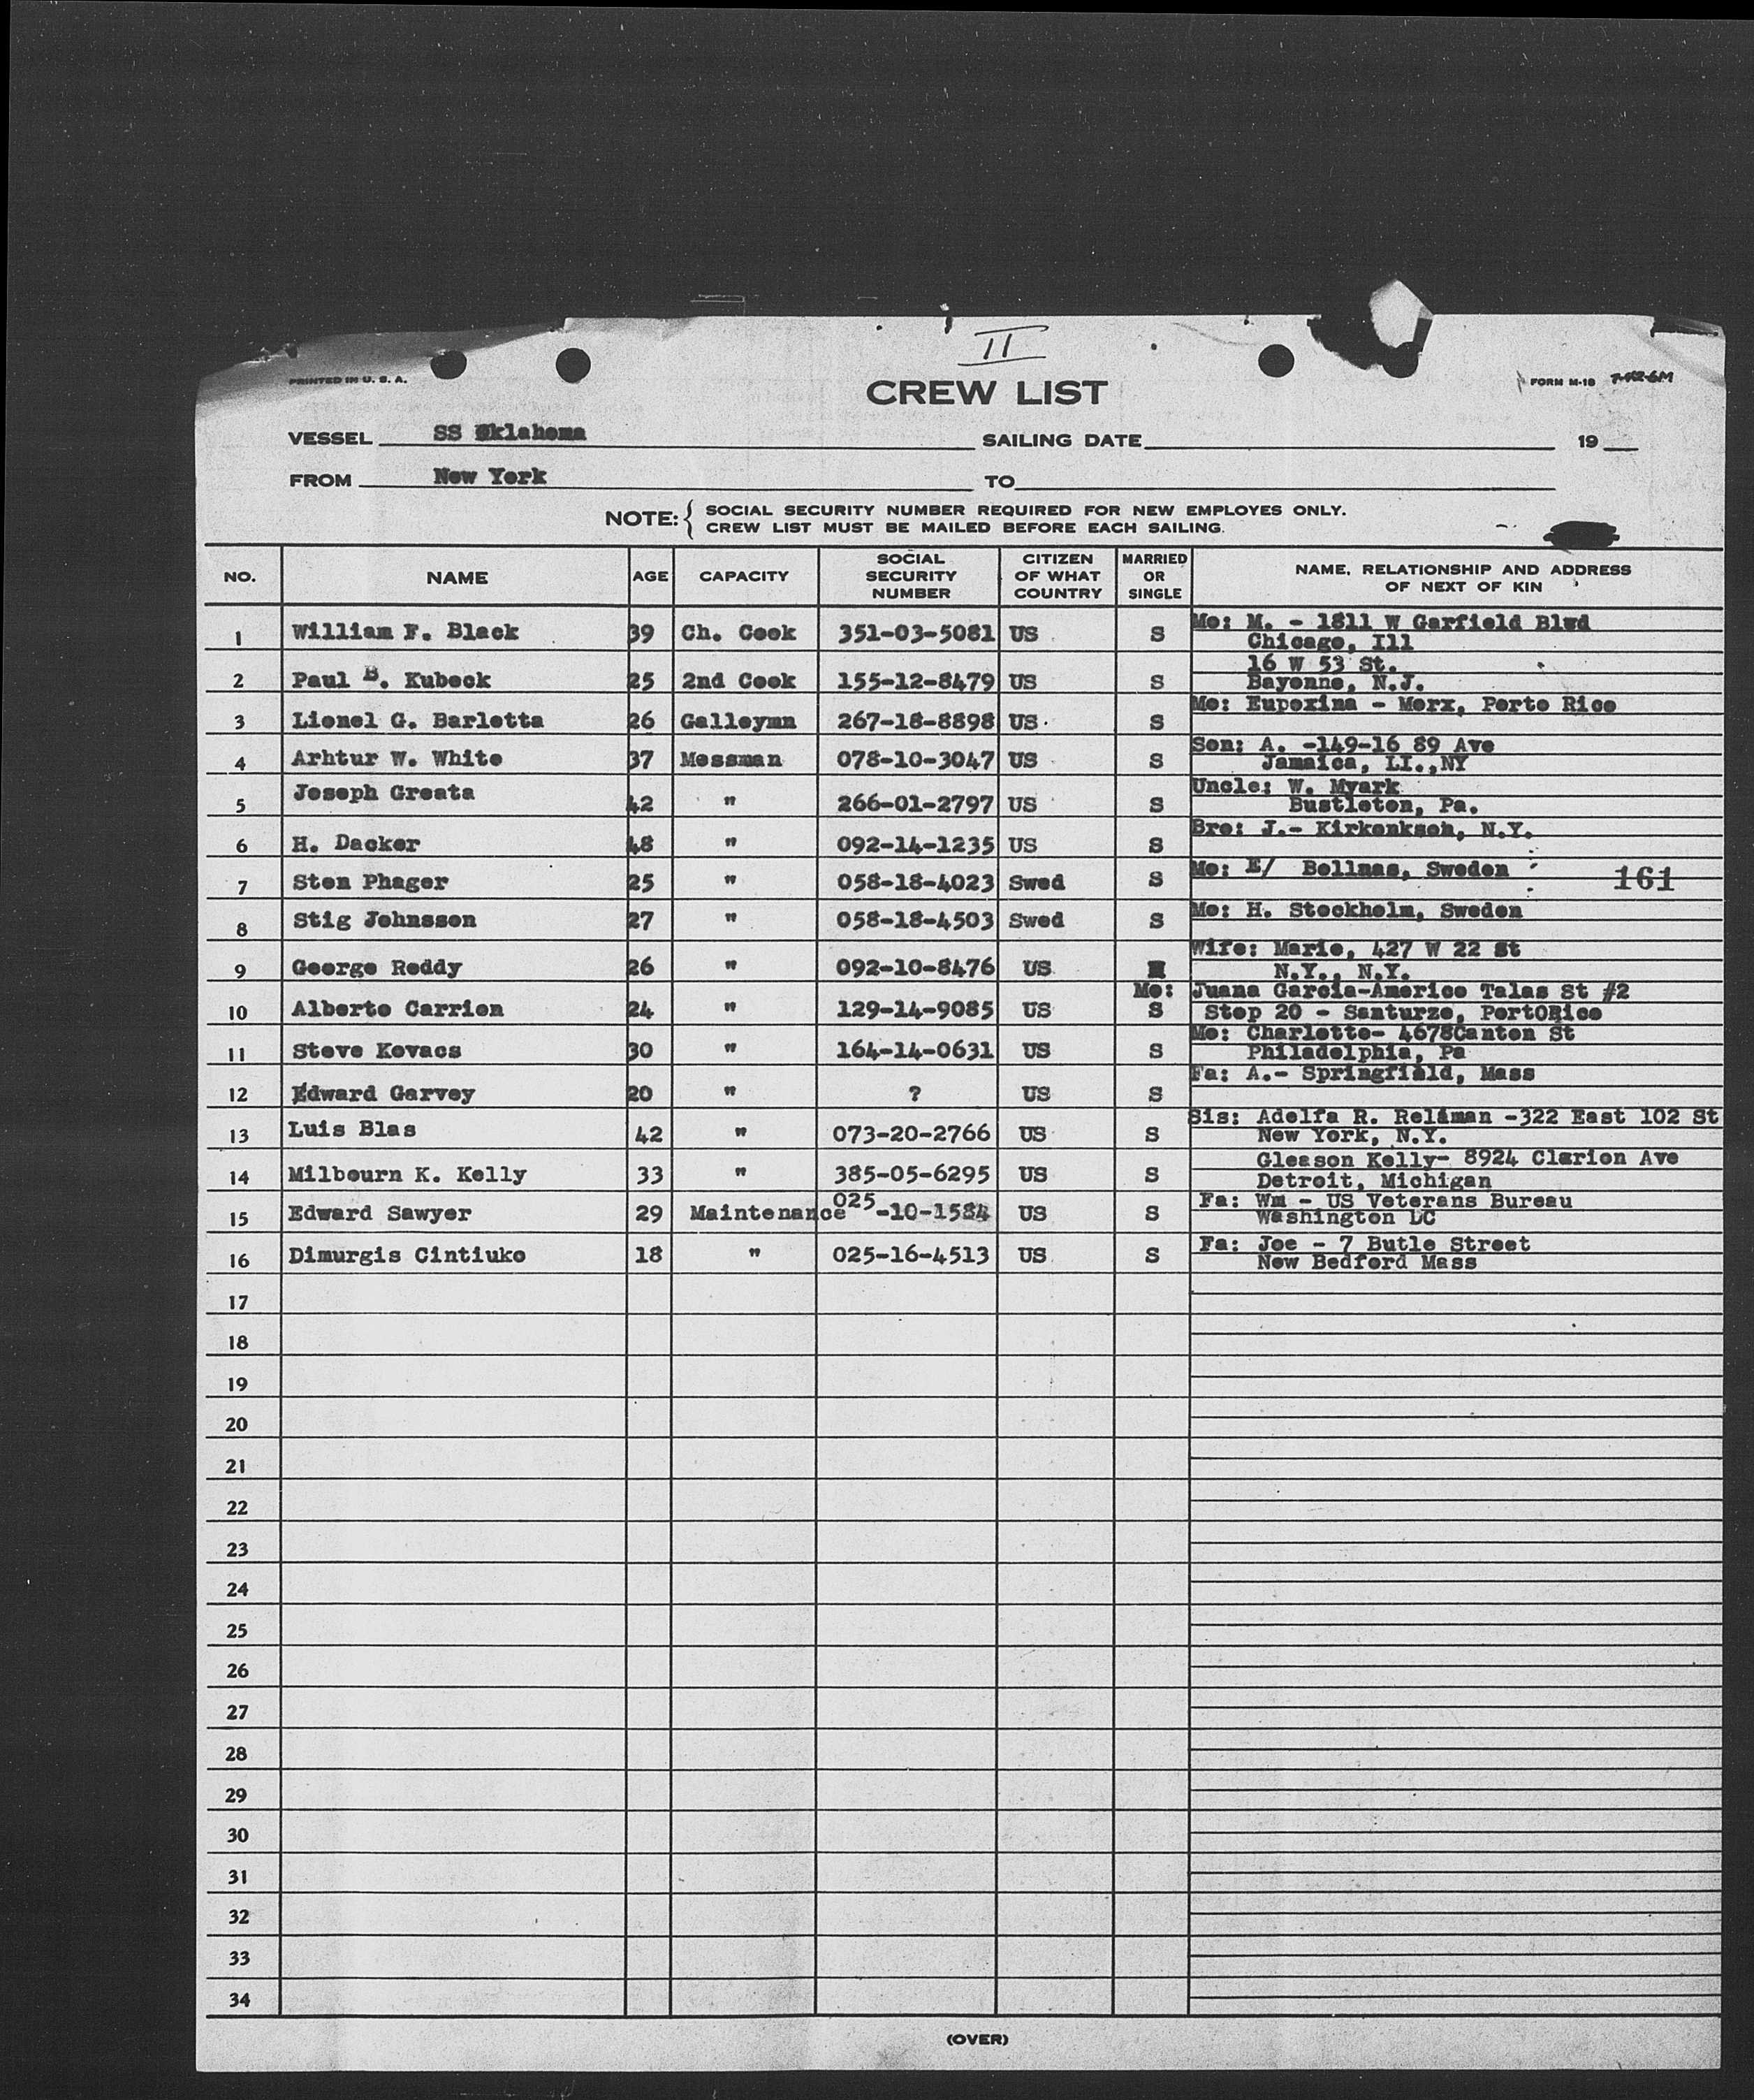 II
PRINTED IN U. S. A.
FORM M-18 7-42-6M
CREW LIST
VESSEL SS Oklahoma SAILING DATE 19
FROM New York TO
NOTE: { SOCIAL SECURITY NUMBER REQUIRED FOR NEW EMPLOYES ONLY.
CREW LIST MUST BE MAILED BEFORE EACH SAILING.
NO. NAME AGE CAPACITY SOCIAL SECURITY NUMBER CITIZEN OF WHAT COUNTRY MARRIED OR SINGLE NAME, RELATIONSHIP AND ADDRESS OF NEXT OF KIN
1 William F. Black 39 Ch. Cook 351-03-5081 US S Mo: M. - 1811 W Garfield Blvd
Chicago, Ill
16 W 53 St.
2 Paul B. Kubeck 25 2nd Cook 155-12-8479 US S Bayonne, N.J.
3 Lionel G. Barletta 26 Galleymn 267-18-8898 US S Mo: Eupoxina - Merx, Porto Rico
4 Arhtur W. White 37 Messman 078-10-3047 US S Son: A. -149-16 89 Ave
Jamaica, LI.,NY
5 Joseph Greata 42 " 266-01-2797 US S Uncle: W. Myark
Bustleton, Pa.
6 H. Dacker 48 " 092-14-1235 US S Bro: J.- Kirkonksoh, N.Y.
7 Sten Phager 25 " 058-18-4023 Swed S Mo: E/ Bollnas, Sweden 161
8 Stig Johnsson 27 " 058-18-4503 Swed S Mo: H. Stockholm, Sweden
9 George Reddy 26 " 092-10-8476 US Wife: Marie, 427 W 22 St
N.Y., N.Y.
Mo: Juana Garcia-Americo Talas St #2
10 Alberto Carrion 24 " 129-14-9085 US S Stop 20 - Santurze, PortORico
11 Steve Kovacs 30 " 164-14-0631 US S Mo: Charlotte- 4678Canton St
Philadelphia, Pa
12 Edward Garvey 20 " ? US S Fa: A.- Springfiald, Mass
13 Luis Blas 42 " 073-20-2766 US S Sis: Adelfa R. Roliman -322 East 102 St
New York, N.Y.
14 Milbourn K. Kelly 33 " 385-05-6295 US S Gleason Kelly- 8924 Clarion Ave
Detroit, Michigan
15 Edward Sawyer 29 Maintenance 025-10-1584 US S Fa: Wm - US Veterans Bureau
Washington DC
16 Dimurgis Cintiuko 18 " 025-16-4513 US S Fa: Joe - 7 Butle Street
New Bedford Mass
17
18
19
20
21
22
23
24
25
26
27
28
29
30
31
32
33
34
(OVER)